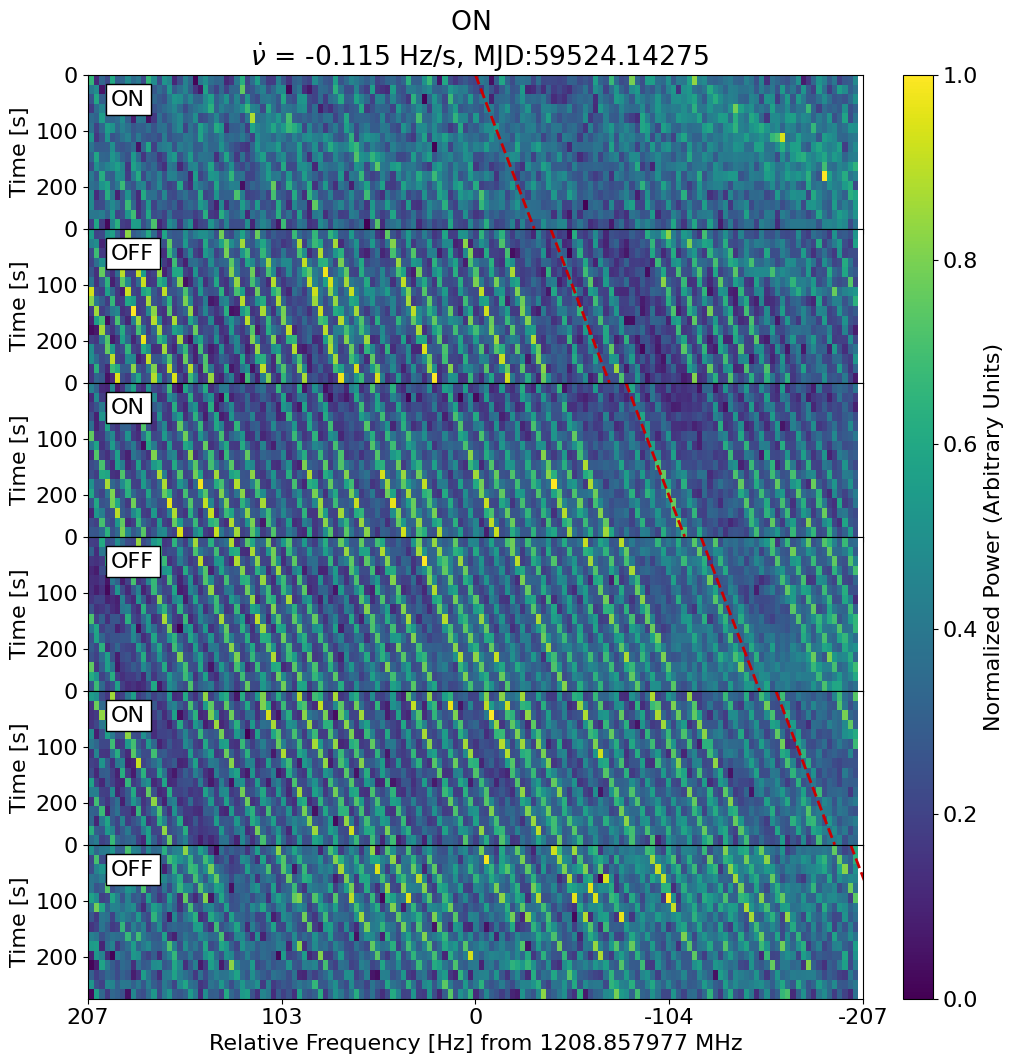 ON
ν̇ = -0.115 Hz/s, MJD:59524.14275
0
100
200
Time [s]
ON
0
100
200
Time [s]
OFF
0
100
200
Time [s]
ON
0
100
200
Time [s]
OFF
0
100
200
Time [s]
ON
0
100
200
Time [s]
OFF
207
103
0
-104
-207
Relative Frequency [Hz] from 1208.857977 MHz
1.0
0.8
0.6
0.4
0.2
0.0
Normalized Power (Arbitrary Units)